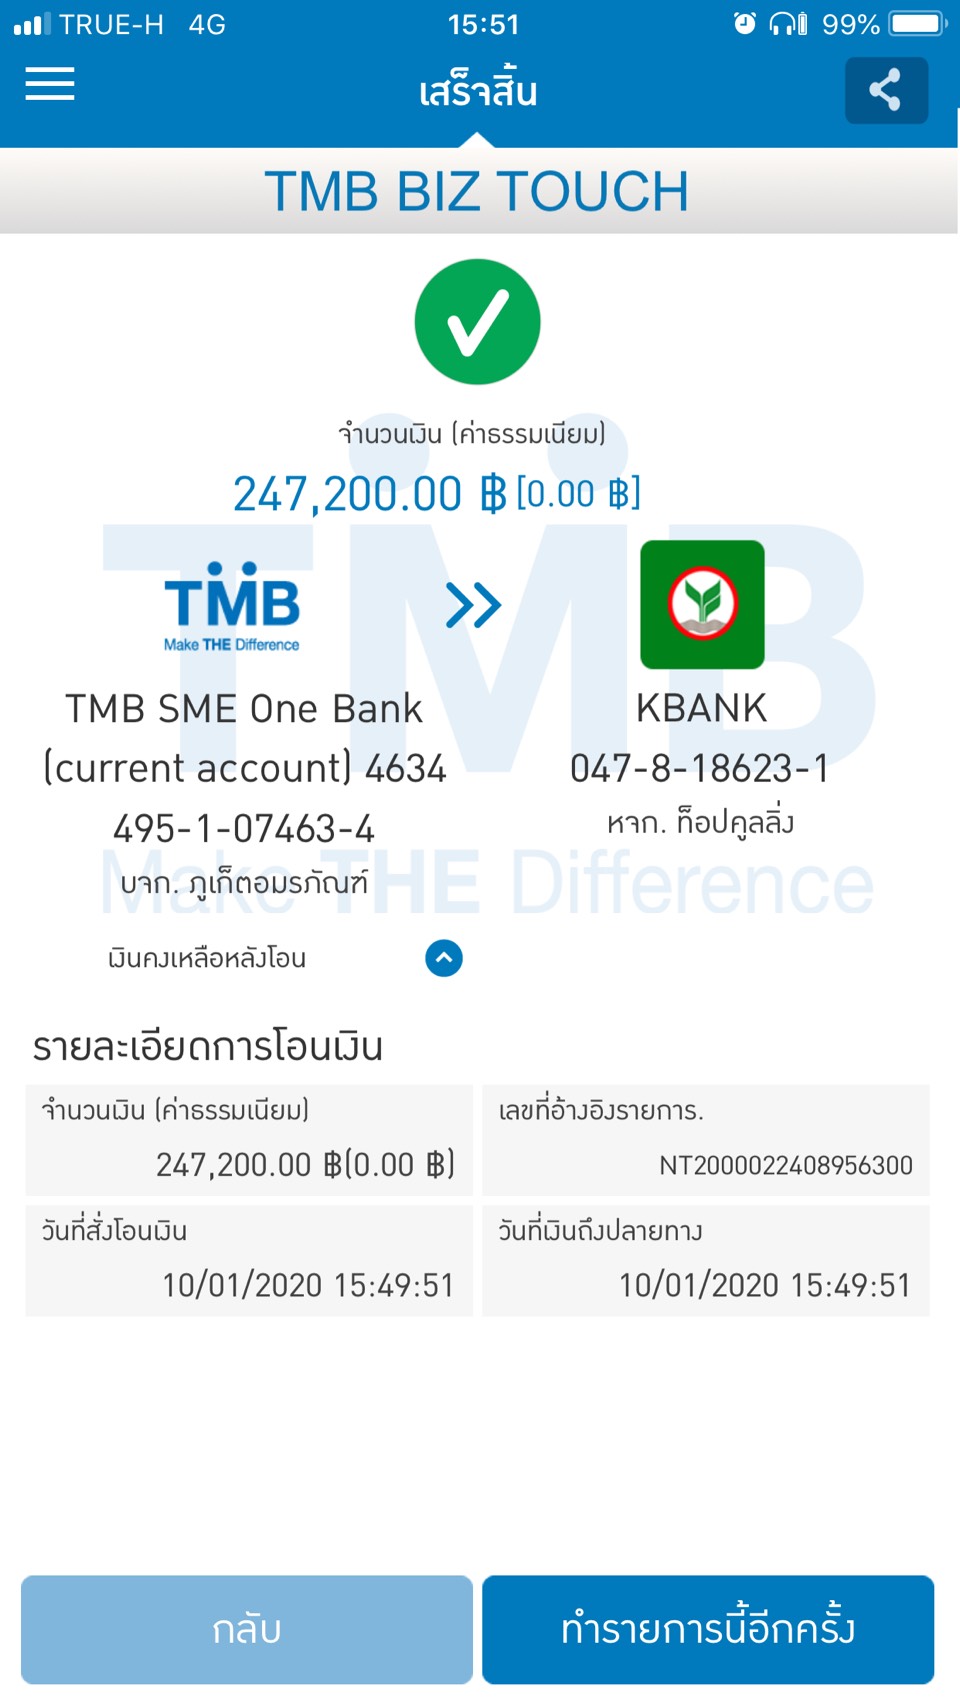 TRUE-H 4G 15:51 99%
เสร็จสิ้น
TMB BIZ TOUCH
จำนวนเงิน (ค่าธรรมเนียม)
247,200.00 ฿ [0.00 ฿]
TMB
Make THE Difference
TMB SME One Bank
(current account) 4634
495-1-07463-4
บจก. ภูเก็ตอมรภัณฑ์
KBANK
047-8-18623-1
หจก. ท็อปคูลลิ่ง
TMB
Make THE Difference
เงินคงเหลือหลังโอน
รายละเอียดการโอนเงิน
จำนวนเงิน (ค่าธรรมเนียม)
247,200.00 ฿(0.00 ฿)
เลขที่อ้างอิงรายการ.
NT2000022408956300
วันที่สั่งโอนเงิน
10/01/2020 15:49:51
วันที่เงินถึงปลายทาง
10/01/2020 15:49:51
กลับ
ทำรายการนี้อีกครั้ง